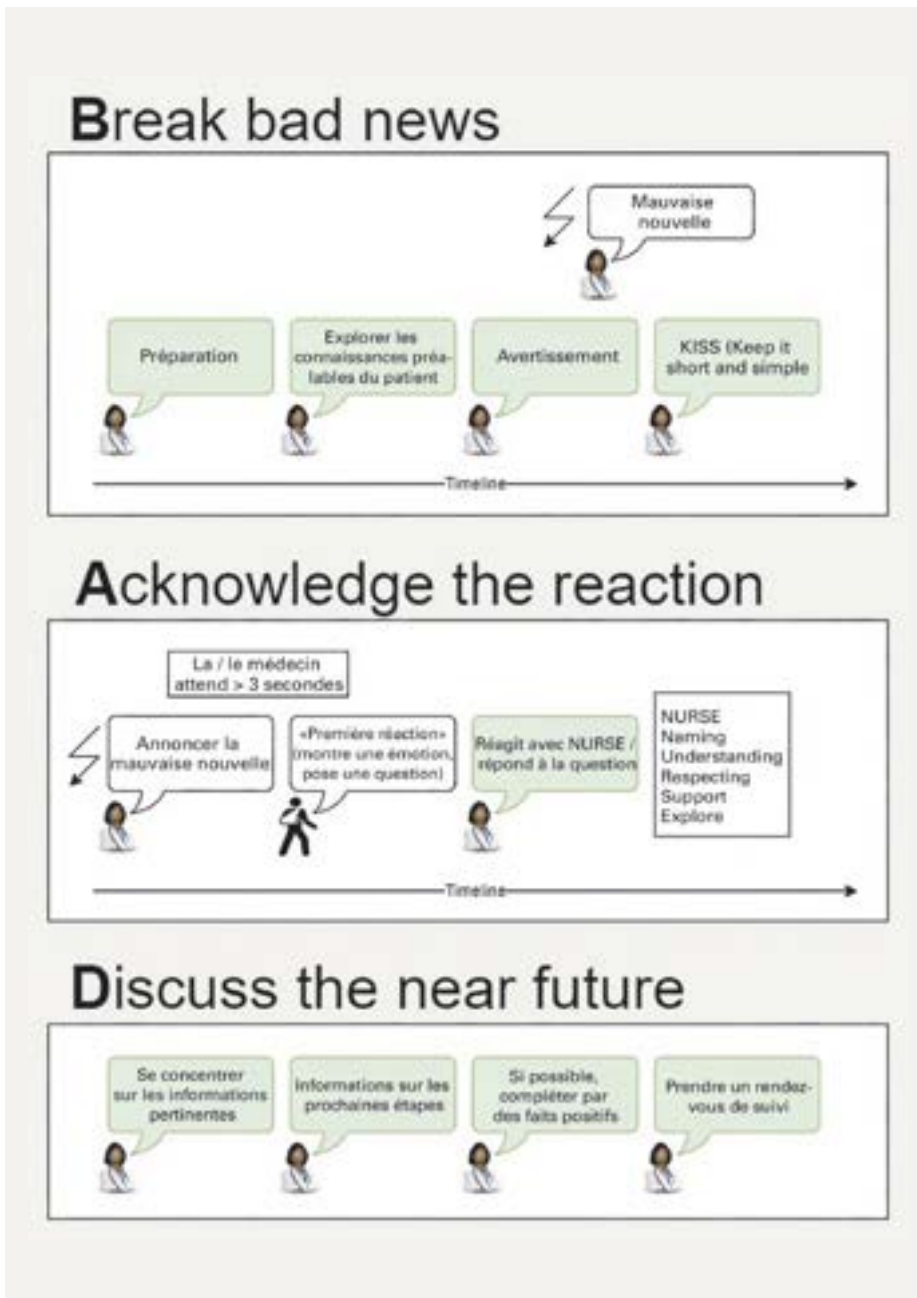 Break bad news
Mauvaise
nouvelle
Préparation
Explorer les
connaissances préa-
lables du patient
Avertissement
KISS (Keep it
short and simple
Timeline
Acknowledge the reaction
La / le médecin
attend > 3 secondes
Annoncer la
mauvaise nouvelle
«Première réaction»
(montre une émotion,
pose une question)
Réagit avec NURSE /
répond à la question
NURSE
Naming
Understanding
Respecting
Support
Explore
Timeline
Discuss the near future
Se concentrer
sur les informations
pertinentes
Informations sur les
prochaines étapes
Si possible,
compléter par
des faits positifs
Prendre un rendez-
vous de suivi